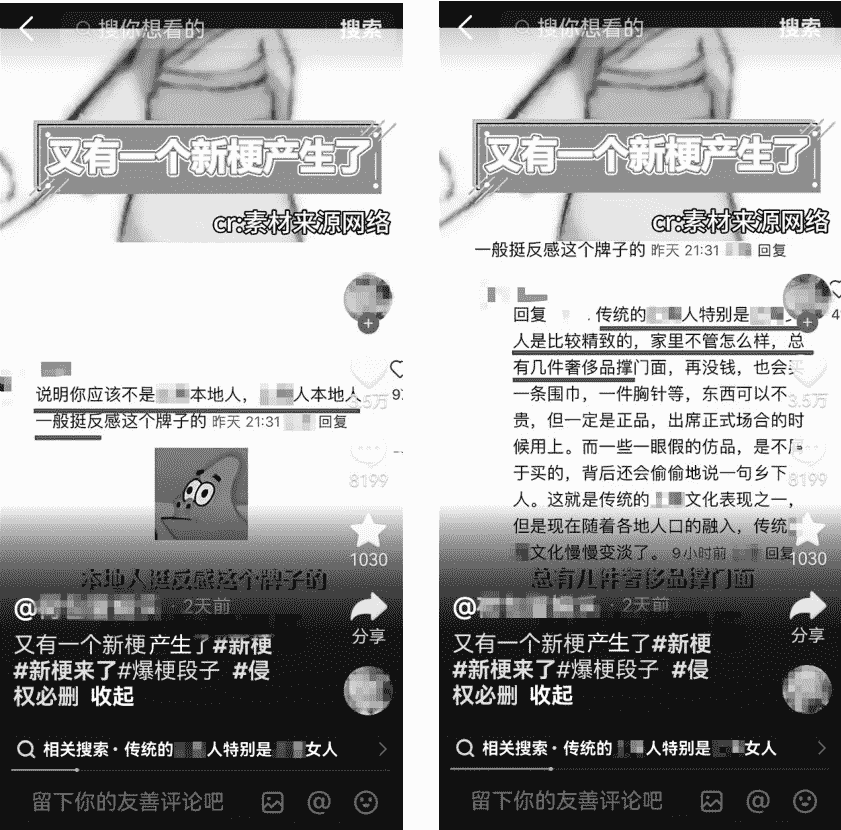 搜你想看的 搜索
又有一个新梗产生了
cr:素材来源网络
说明你应该不是 本地人， 人本地人
一般挺反感这个牌子的 昨天 21:31 回复
8199
1030
本地人挺反感这个牌子的
@ · 2天前
分享
又有一个新梗产生了#新梗
#新梗来了#爆梗段子 #侵
权必删 收起
相关搜索·传统的 人特别是 女人
留下你的友善评论吧
搜你想看的 搜索
又有一个新梗产生了
cr:素材来源网络
一般挺反感这个牌子的 昨天 21:31 回复
回复 传统的 人特别是
人是比较精致的，家里不管怎么样，总
有几件奢侈品撑门面，再没钱，也会买
一条围巾，一件胸针等，东西可以不
贵，但一定是正品，出席正式场合的时
候用上。而一些一眼假的仿品，是不屑
于买的，背后还会偷偷地说一句乡下
人。这就是传统的 文化表现之一，
但是现在随着各地人口的融入，传统
文化慢慢变淡了。 9小时前 回复
3.5万
8199
1030
总有几件奢侈品撑门面
@ · 2天前
分享
又有一个新梗产生了#新梗
#新梗来了#爆梗段子 #侵
权必删 收起
相关搜索·传统的 人特别是 女人
留下你的友善评论吧